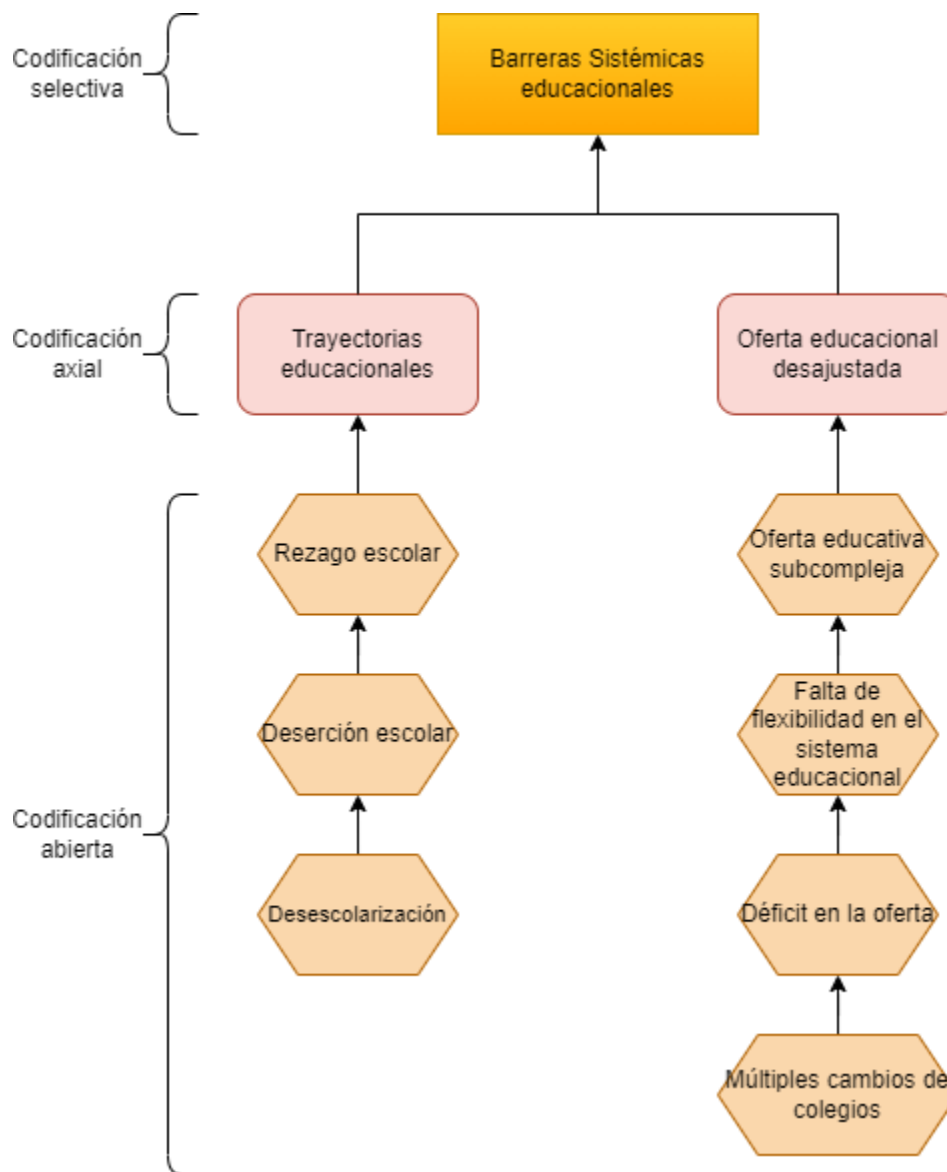 Codificación
selectiva
Barreras Sistémicas
educacionales
Codificación
axial
Trayectorias
educacionales
Oferta educacional
desajustada
Codificación
abierta
Rezago escolar
Deserción escolar
Desescolarización
Oferta educativa
subcompleja
Falta de
flexibilidad en el
sistema
educacional
Déficit en la oferta
Múltiples cambios de
colegios